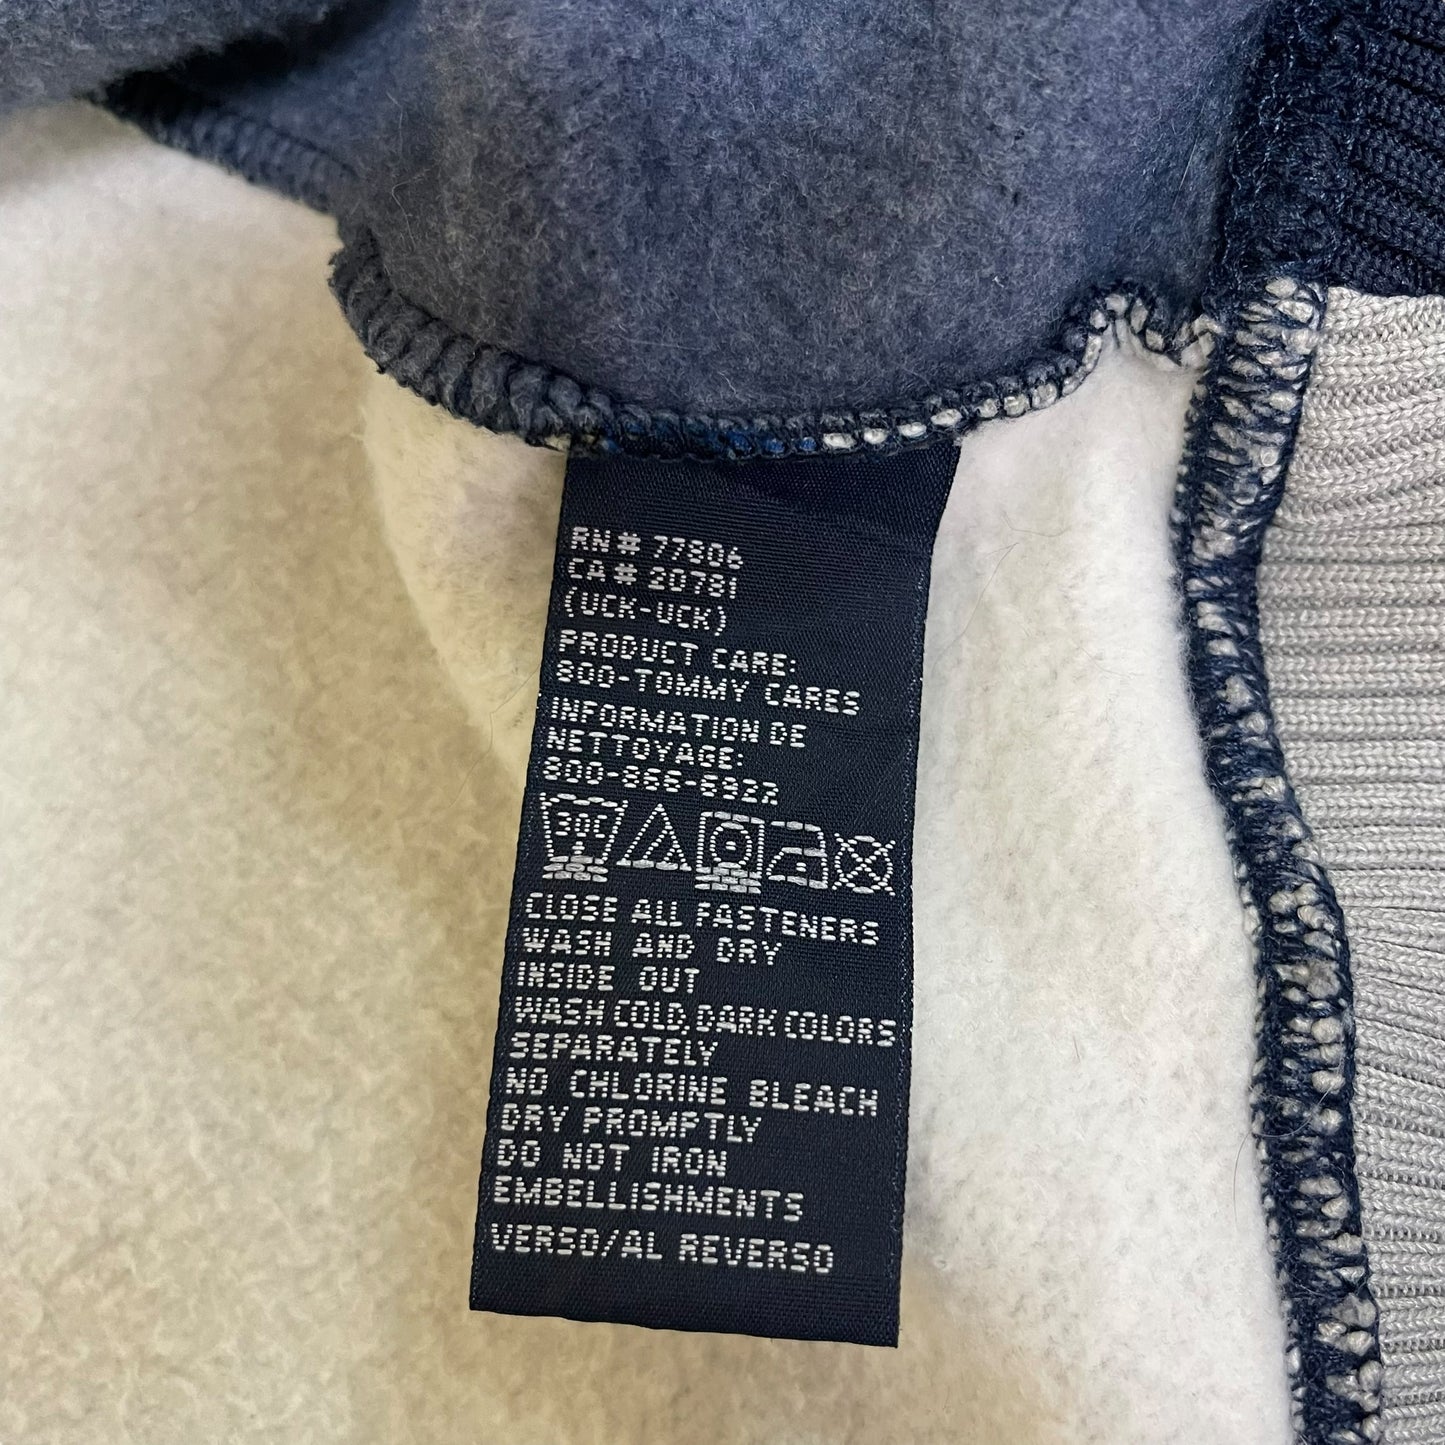 RN# 77806
CA# 20781
(UCK-UCK)
PRODUCT CARE:
800-TOMMY CARES
INFORMATION DE
NETTOYAGE:
800-866-6922
30C
CLOSE ALL FASTENERS
WASH AND DRY
INSIDE OUT
WASH COLD, DARK COLORS
SEPARATELY
NO CHLORINE BLEACH
DRY PROMPTLY
DO NOT IRON
EMBELLISHMENTS
VERSO/AL REVERSO